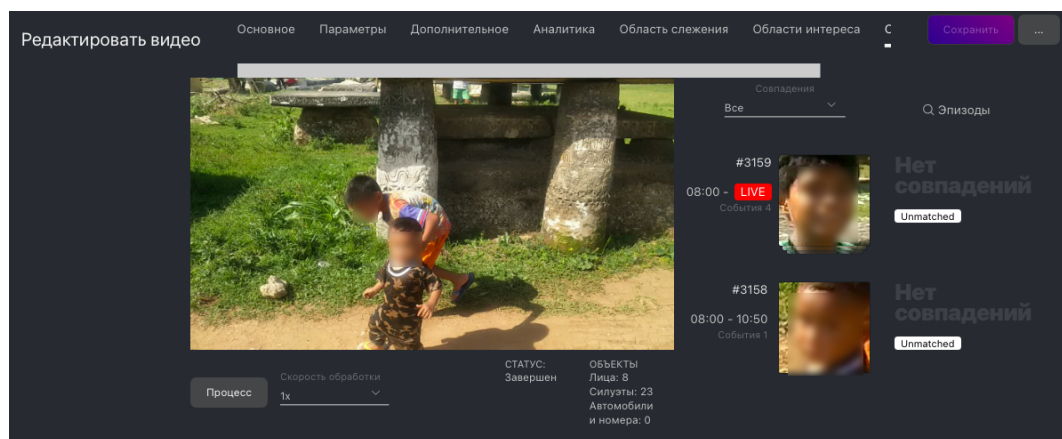 Редактировать видео
Основное Параметры Дополнительное Аналитика Область слежения Области интереса С
Сохранить ...
Совпадения
Все
Эпизоды
#3159
08:00 - LIVE
События 4
Нет
совпадений
Unmatched
#3158
08:00 - 10:50
События 1
Нет
совпадений
Unmatched
Процесс
Скорость обработки
1x
СТАТУС:
Завершен
ОБЪЕКТЫ
Лица: 8
Силуэты: 23
Автомобили
и номера: 0